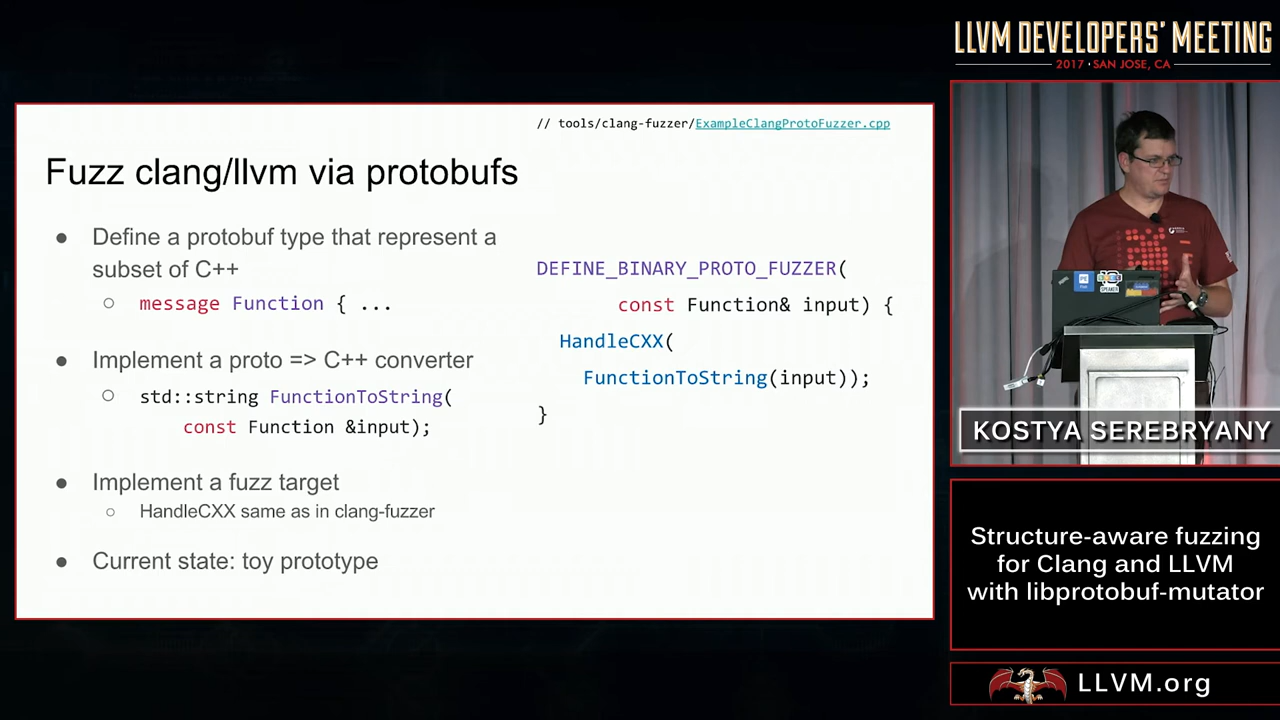 LLVM DEVELOPERS' MEETING
2017 · SAN JOSE, CA
// tools/clang-fuzzer/ExampleClangProtoFuzzer.cpp
Fuzz clang/llvm via protobufs
● Define a protobuf type that represent a
subset of C++
○ message Function { ...
● Implement a proto => C++ converter
○ std::string FunctionToString(
const Function &input);
● Implement a fuzz target
○ HandleCXX same as in clang-fuzzer
● Current state: toy prototype
DEFINE_BINARY_PROTO_FUZZER(
const Function& input) {
HandleCXX(
FunctionToString(input));
}
KOSTYA SEREBRYANY
Structure-aware fuzzing
for Clang and LLVM
with libprotobuf-mutator
LLVM.org